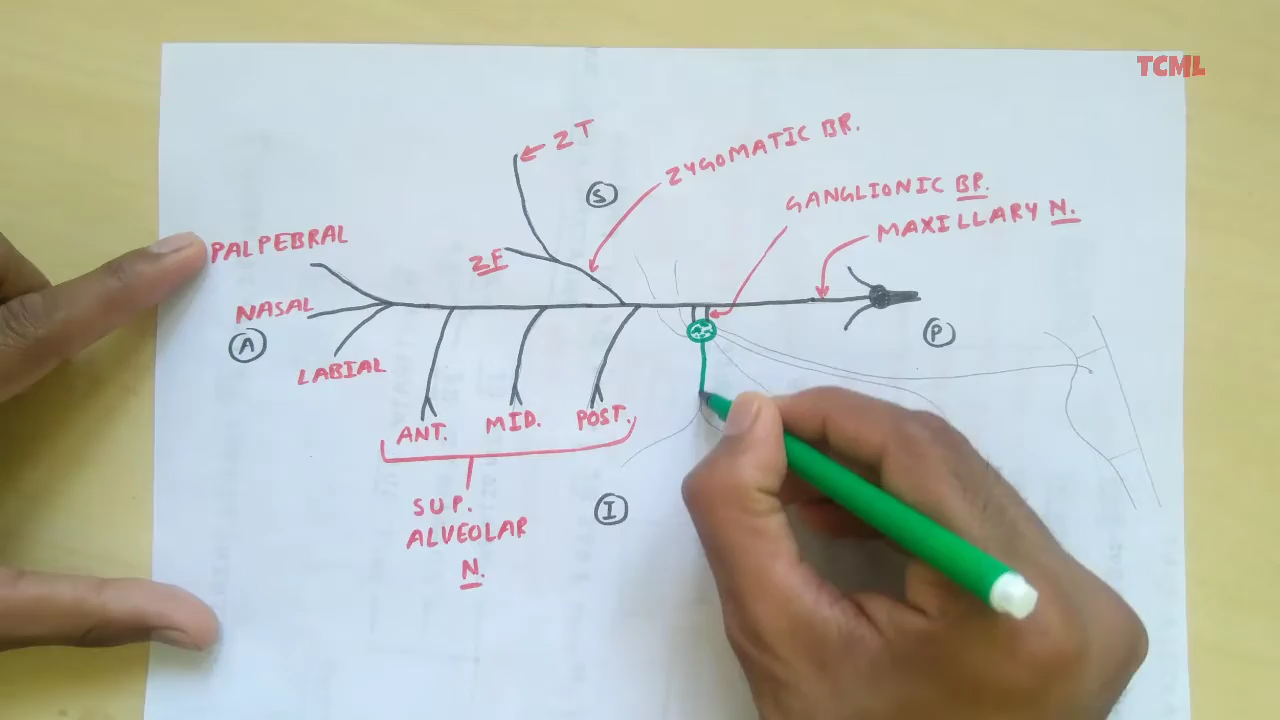 TCML
ZT
ZYGOMATIC BR.
S
GANGLIONIC BR.
MAXILLARY N.
PALPEBRAL
ZF
NASAL
A
P
LABIAL
ANT. MID. POST.
SUP.
ALVEOLAR
N.
I